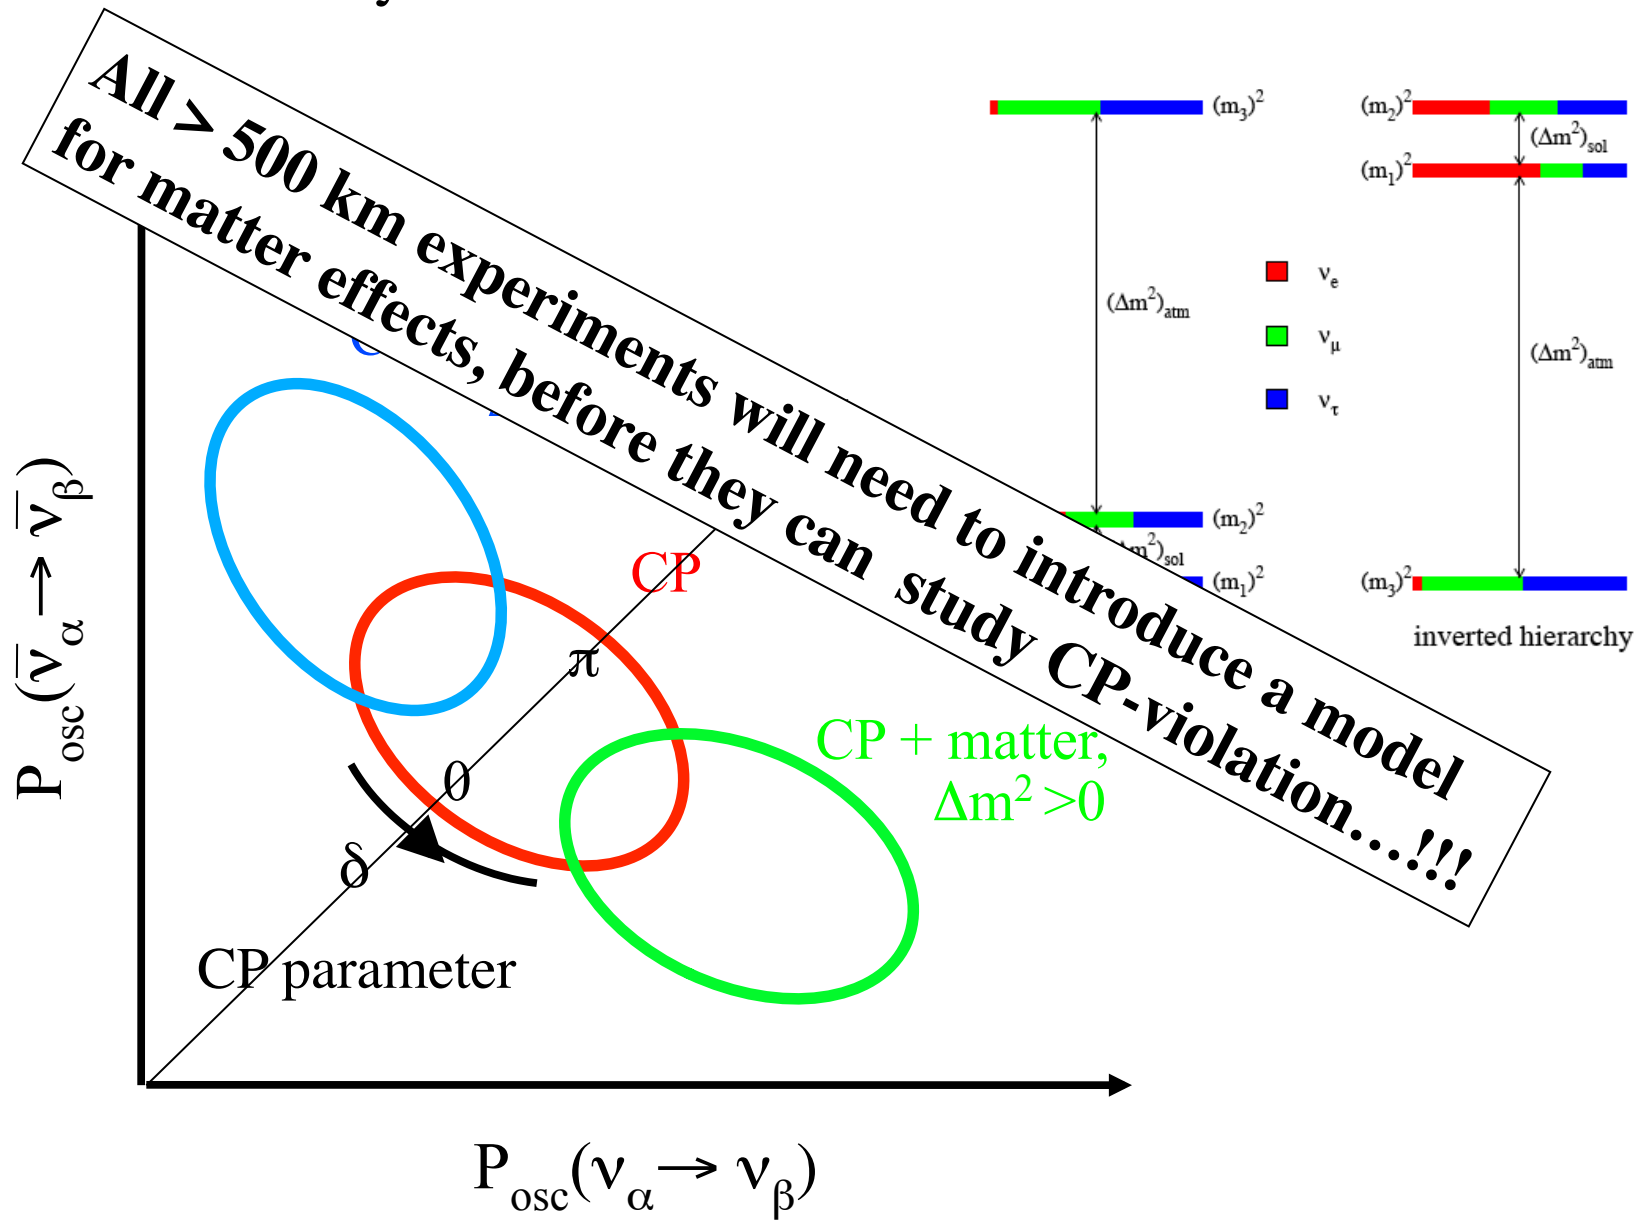 All > 500 km experiments will need to introduce a model
for matter effects, before they can study CP-violation…!!!
(m₃)²
(m₂)²
(Δm²)sol
(m₁)²
νe
(Δm²)atm
νμ
(Δm²)atm
ντ
(m₂)²
m²)sol
(m₁)²
(m₃)²
inverted hierarchy
CP
π
CP + matter,
Δm² >0
0
δ
CP parameter
Posc(ν̅α → ν̅β)
Posc(να → νβ)